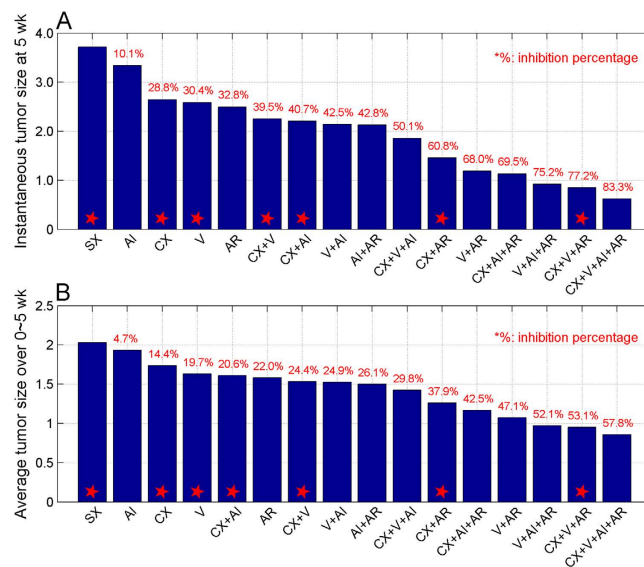 A
Instantaneous tumor size at 5 wk
4.0
3.0
2.0
1.0
0
*%: inhibition percentage
10.1%
28.8%
30.4%
32.8%
39.5%
40.7%
42.5%
42.8%
50.1%
60.8%
68.0%
69.5%
75.2%
77.2%
83.3%
SX
AI
CX
V
AR
CX+V
CX+AI
V+AI
AI+AR
CX+V+AI
CX+AR
V+AR
CX+AI+AR
V+AI+AR
CX+V+AR
CX+V+AI+AR
B
Average tumor size over 0~5 wk
2.5
2
1.5
1
0.5
0
*%: inhibition percentage
4.7%
14.4%
19.7%
20.6%
22.0%
24.4%
24.9%
26.1%
29.8%
37.9%
42.5%
47.1%
52.1%
53.1%
57.8%
SX
AI
CX
V
CX+AI
AR
CX+V
V+AI
AI+AR
CX+V+AI
CX+AR
CX+AI+AR
V+AR
V+AI+AR
CX+V+AR
CX+V+AI+AR